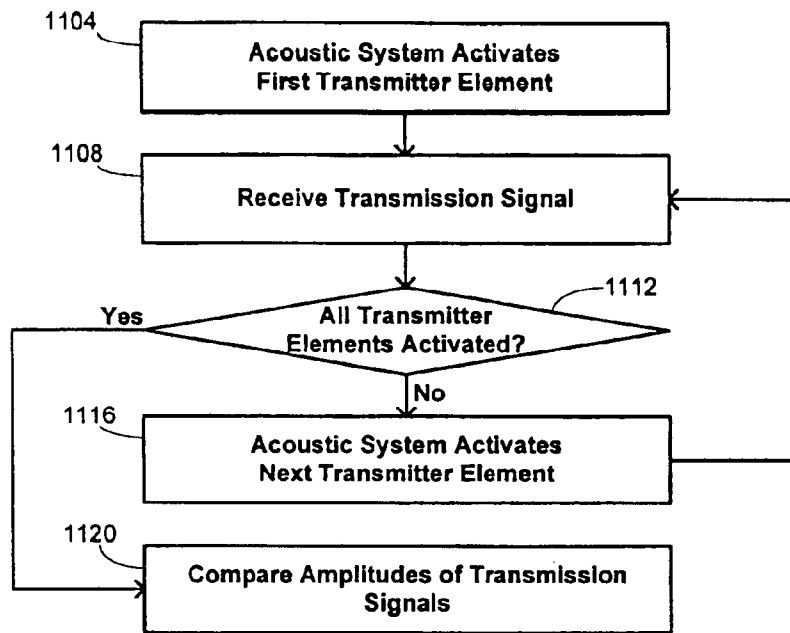 1104
Acoustic System Activates
First Transmitter Element
1108
Receive Transmission Signal
1112
Yes
All Transmitter
Elements Activated?
No
1116
Acoustic System Activates
Next Transmitter Element
1120
Compare Amplitudes of Transmission
Signals